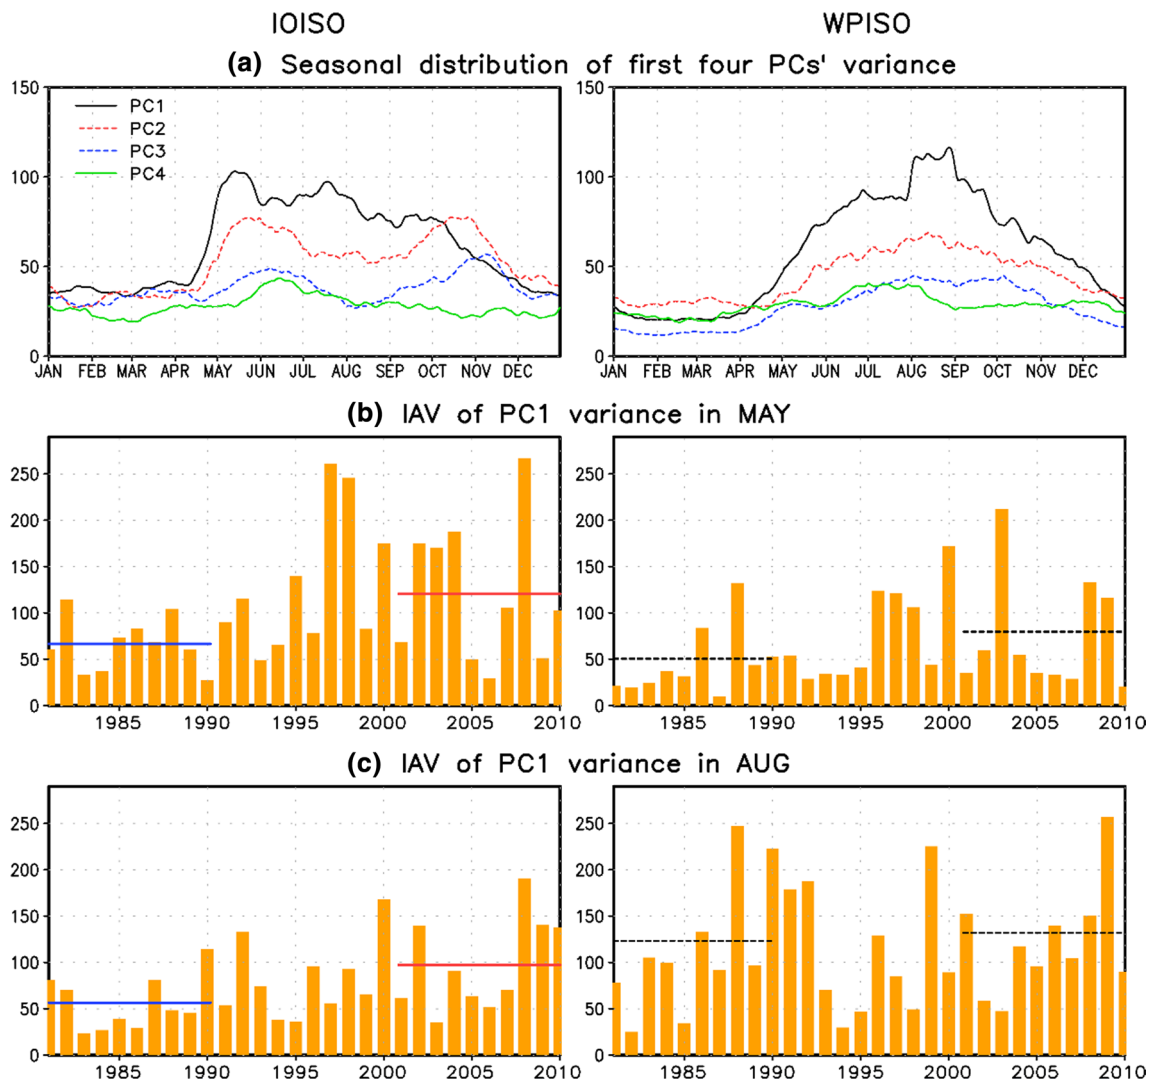 IOISO WPISO
(a) Seasonal distribution of first four PCs' variance
150 150
PC1
PC2
PC3
PC4
100 100
50 50
0 0
JAN FEB MAR APR MAY JUN JUL AUG SEP OCT NOV DEC JAN FEB MAR APR MAY JUN JUL AUG SEP OCT NOV DEC
(b) IAV of PC1 variance in MAY
250 250
200 200
150 150
100 100
50 50
0 0
1985 1990 1995 2000 2005 2010 1985 1990 1995 2000 2005 2010
(c) IAV of PC1 variance in AUG
250 250
200 200
150 150
100 100
50 50
0 0
1985 1990 1995 2000 2005 2010 1985 1990 1995 2000 2005 2010